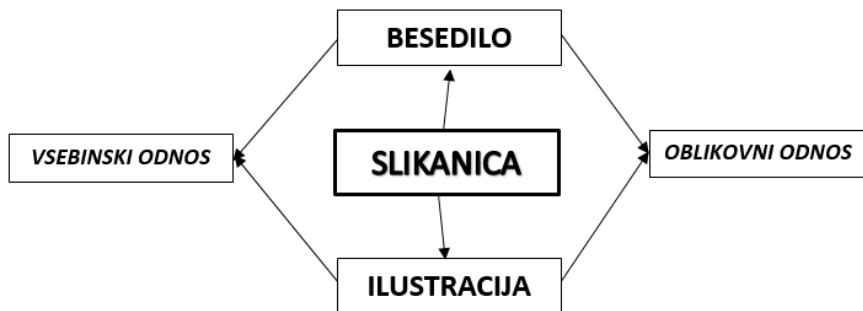 BESEDILO
VSEBINSKI ODNOS
SLIKANICA
OBLIKOVNI ODNOS
ILUSTRACIJA